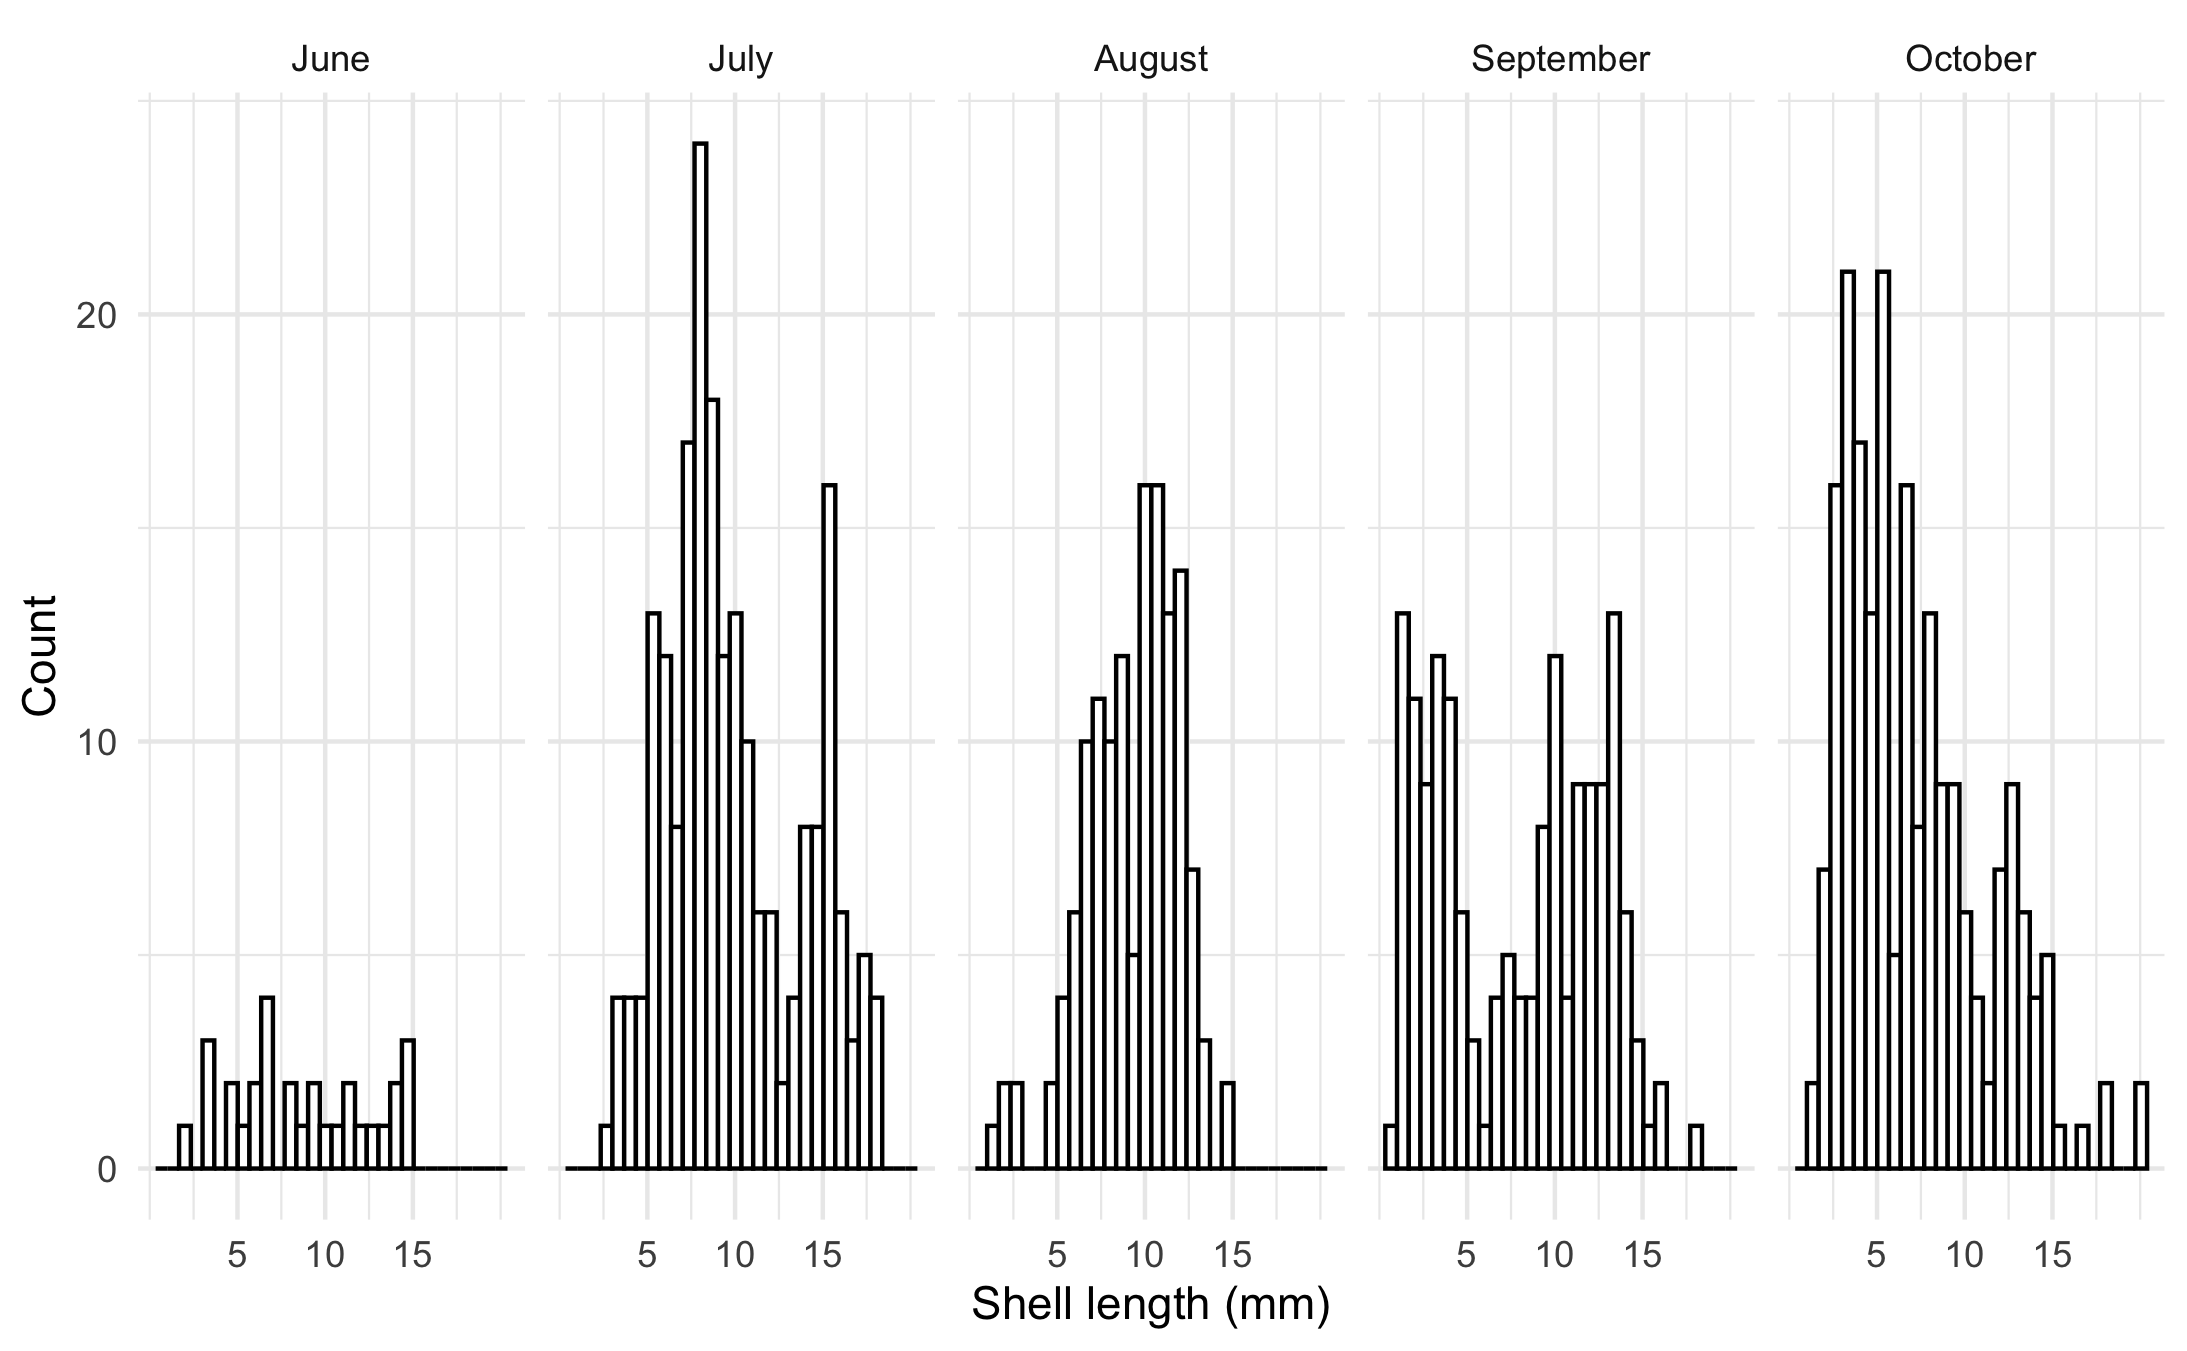 June July August September October
20
10
0
Count
5 10 15 5 10 15 5 10 15 5 10 15 5 10 15
Shell length (mm)